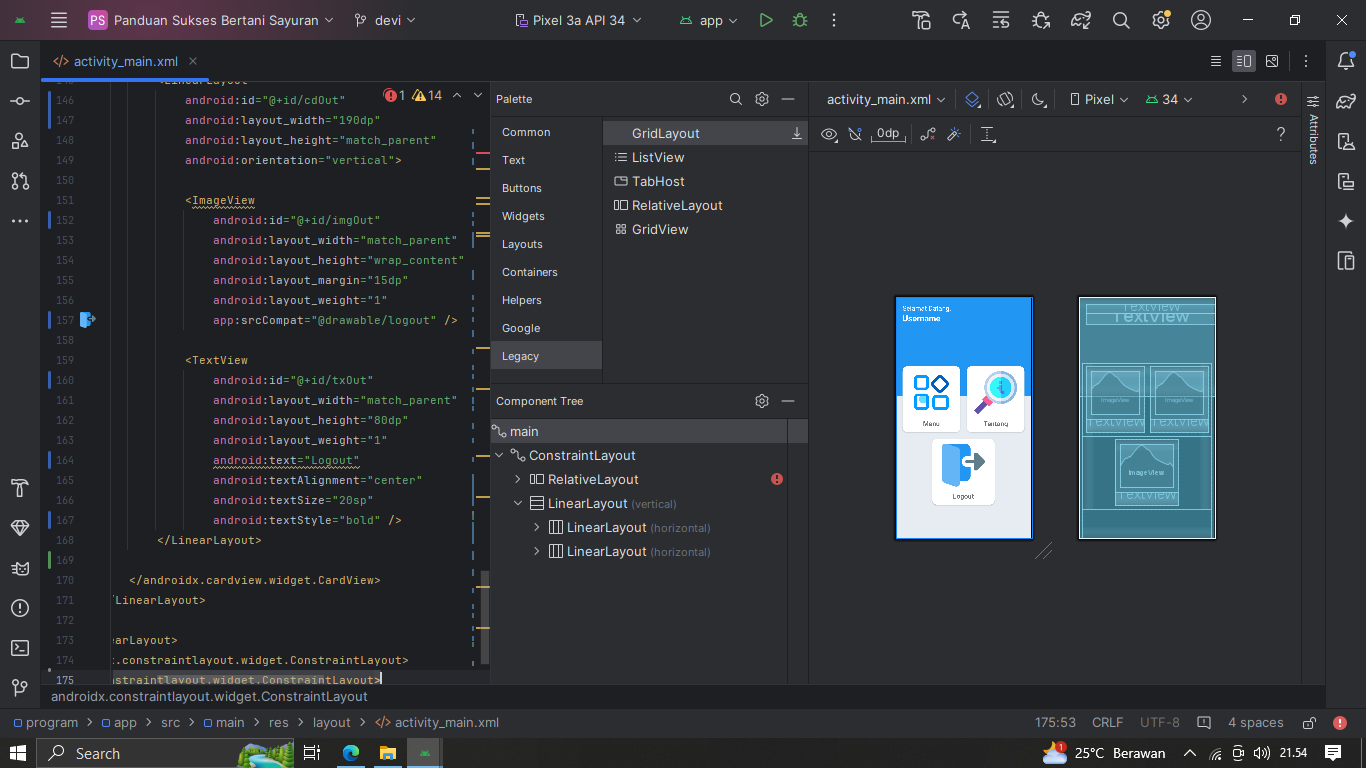 PS Panduan Sukses Bertani Sayuran devi Pixel 3a API 34 app
activity_main.xml
146 android:id="@+id/cdOut"
147 android:layout_width="190dp"
148 android:layout_height="match_parent"
149 android:orientation="vertical">
150
151 <ImageView
152 android:id="@+id/imgOut"
153 android:layout_width="match_parent"
154 android:layout_height="wrap_content"
155 android:layout_margin="15dp"
156 android:layout_weight="1"
157 app:srcCompat="@drawable/logout" />
158
159 <TextView
160 android:id="@+id/txOut"
161 android:layout_width="match_parent"
162 android:layout_height="80dp"
163 android:layout_weight="1"
164 android:text="Logout"
165 android:textAlignment="center"
166 android:textSize="20sp"
167 android:textStyle="bold" />
168 </LinearLayout>
169
170 </androidx.cardview.widget.CardView>
171 /LinearLayout>
172
173 earLayout>
174 x.constraintlayout.widget.ConstraintLayout>
175 nstraintlayout.widget.ConstraintLayout>
1 14
androidx.constraintlayout.widget.ConstraintLayout
Palette
Common
Text
Buttons
Widgets
Layouts
Containers
Helpers
Google
Legacy
GridLayout
ListView
TabHost
RelativeLayout
GridView
Component Tree
main
ConstraintLayout
RelativeLayout
LinearLayout (vertical)
LinearLayout (horizontal)
LinearLayout (horizontal)
activity_main.xml Pixel 34
0dp ?
Attributes
Selamat Datang,
Username
Menu
Tentang
Logout
TextView
TextView
ImageView
ImageView
TextView
TextView
ImageView
TextView
program > app > src > main > res > layout > activity_main.xml 175:53 CRLF UTF-8 4 spaces
Search 1 25°C Berawan 21.54